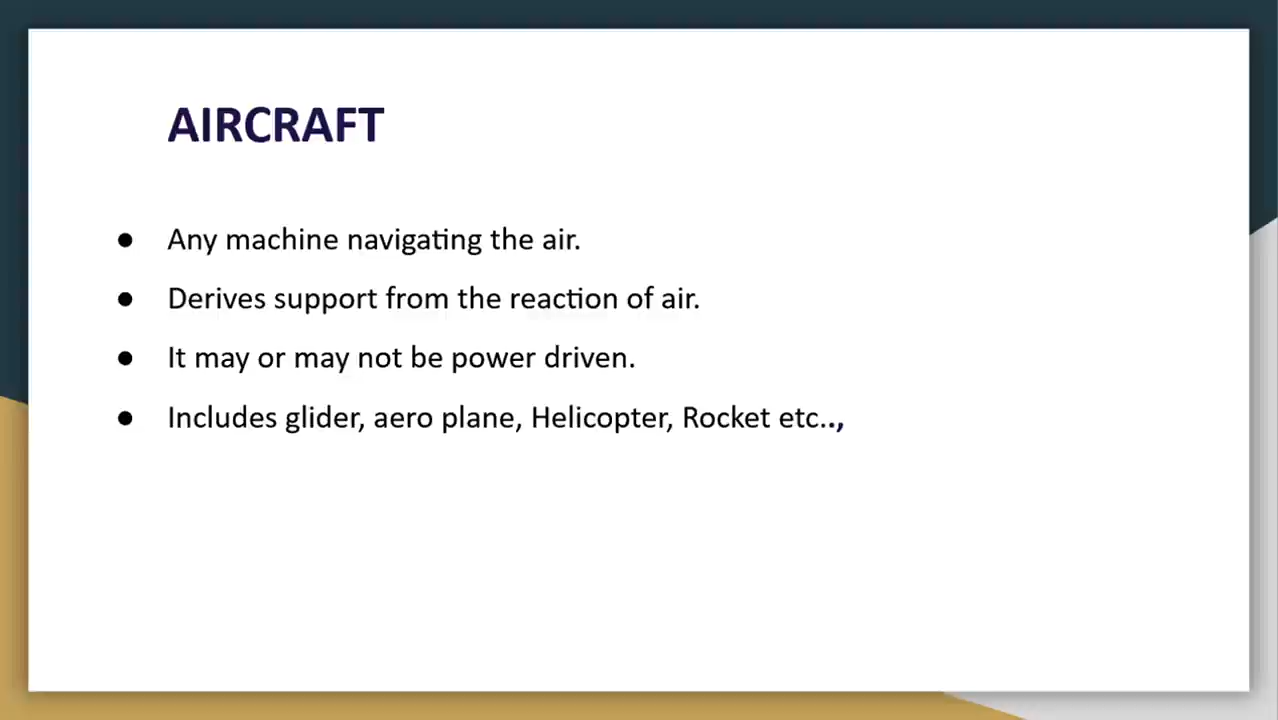 AIRCRAFT
● Any machine navigating the air.
● Derives support from the reaction of air.
● It may or may not be power driven.
● Includes glider, aero plane, Helicopter, Rocket etc..,